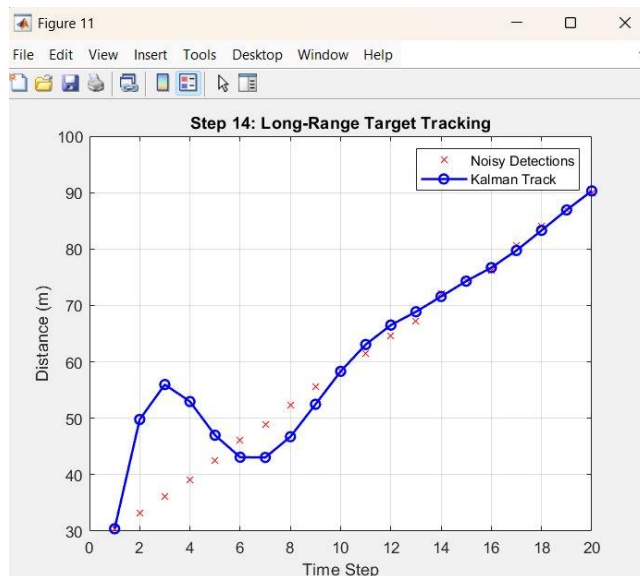 Figure 11
File Edit View Insert Tools Desktop Window Help
Step 14: Long-Range Target Tracking
Noisy Detections
Kalman Track
100
90
80
70
60
50
40
30
Distance (m)
0 2 4 6 8 10 12 14 16 18 20
Time Step